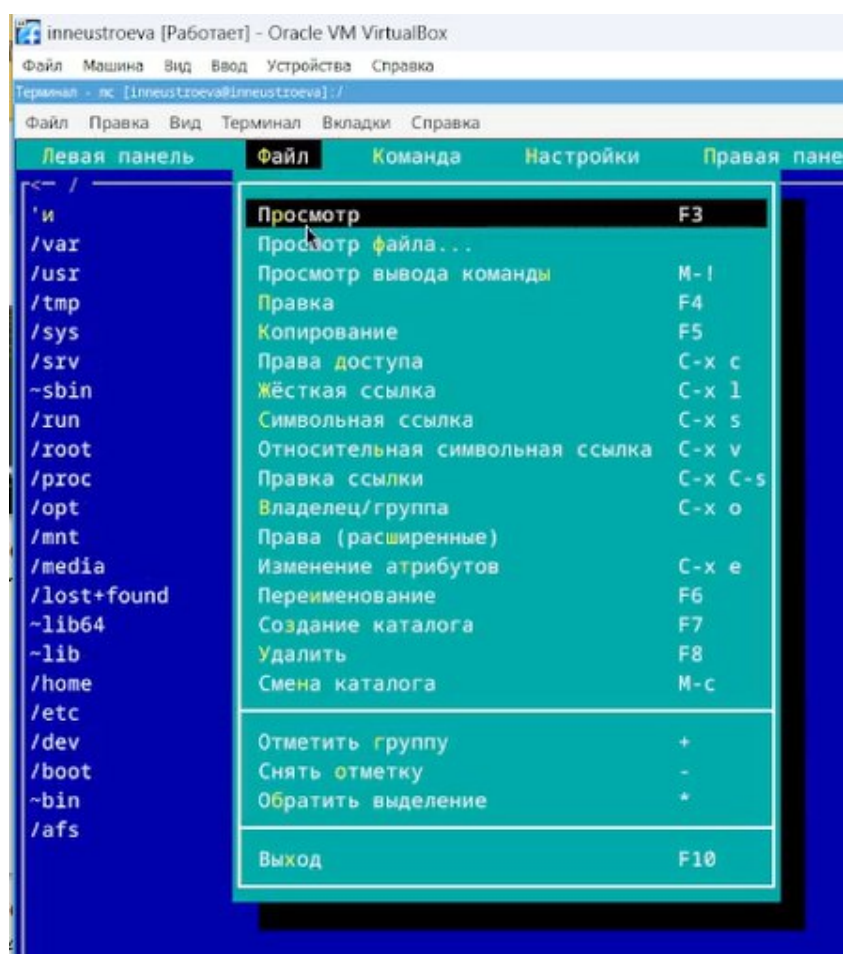 inneustroeva [Работает] - Oracle VM VirtualBox
Файл Машина Вид Ввод Устройства Справка
Терминал - mc [inneustroeva@inneustroeva]:/
Файл Правка Вид Терминал Вкладки Справка
Левая панель Файл Команда Настройки Правая пане
<- /
'и
Просмотр F3
/var Просмотр файла...
/usr Просмотр вывода команды M-!
/tmp Правка F4
/sys Копирование F5
/srv Права доступа C-x c
~sbin Жёсткая ссылка C-x l
/run Символьная ссылка C-x s
/root Относительная символьная ссылка C-x v
/proc Правка ссылки C-x C-s
/opt Владелец/группа C-x o
/mnt Права (расширенные)
/media Изменение атрибутов C-x e
/lost+found Переименование F6
~lib64 Создание каталога F7
~lib Удалить F8
/home Смена каталога M-c
/etc
/dev Отметить группу +
/boot Снять отметку -
~bin Обратить выделение *
/afs
Выход F10